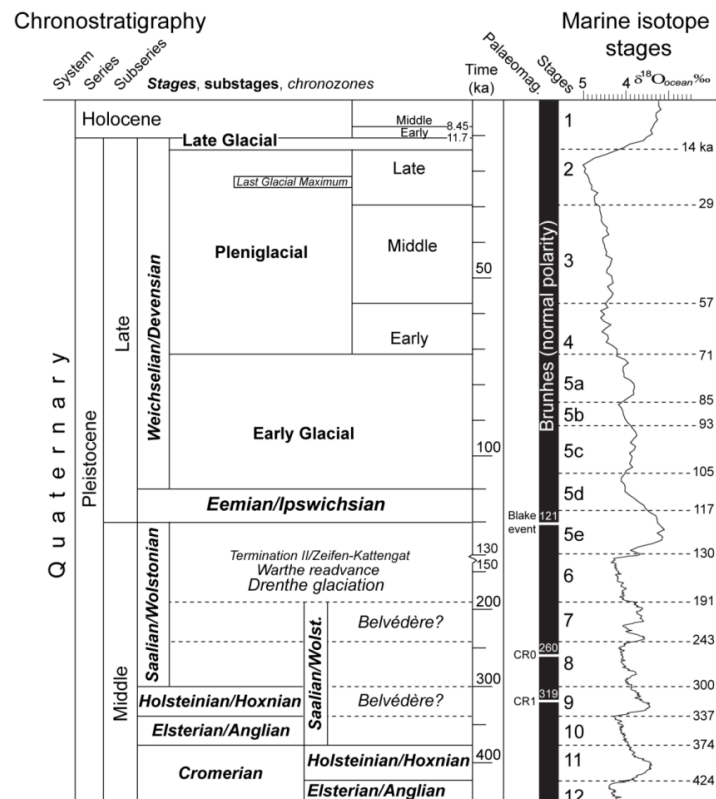 Chronostratigraphy
Marine isotope
stages
System
Series
Subseries
Stages, substages, chronozones
Time
(ka)
Palaeomag.
Stages
5 4 δ18Oocean‰
Holocene
Middle
8.45
Early
11.7
Late Glacial
Last Glacial Maximum
Late
Pleniglacial
Middle
50
Early
Early Glacial
100
Eemian/Ipswichsian
Termination II/Zeifen-Kattengat
Warthe readvance
Drenthe glaciation
130
150
200
Belvédère?
300
Holsteinian/Hoxnian
Belvédère?
Elsterian/Anglian
Cromerian
Holsteinian/Hoxnian
400
Elsterian/Anglian
Quaternary
Pleistocene
Late
Middle
Weichselian/Devensian
Saalian/Wolstonian
Saalian/Wolst.
Brunhes (normal polarity)
Blake
event
121
CR0
260
CR1
319
1
14 ka
2
29
3
57
4
71
5a
85
5b
93
5c
105
5d
117
5e
130
6
191
7
243
8
300
9
337
10
374
11
424
12